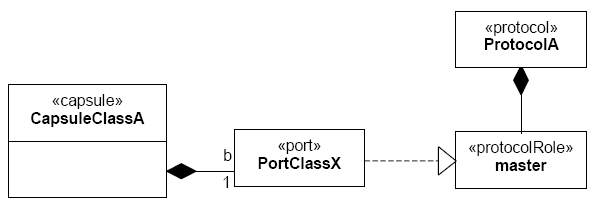 «protocol»
ProtocolA
«capsule»
CapsuleClassA
b
1
«port»
PortClassX
«protocolRole»
master